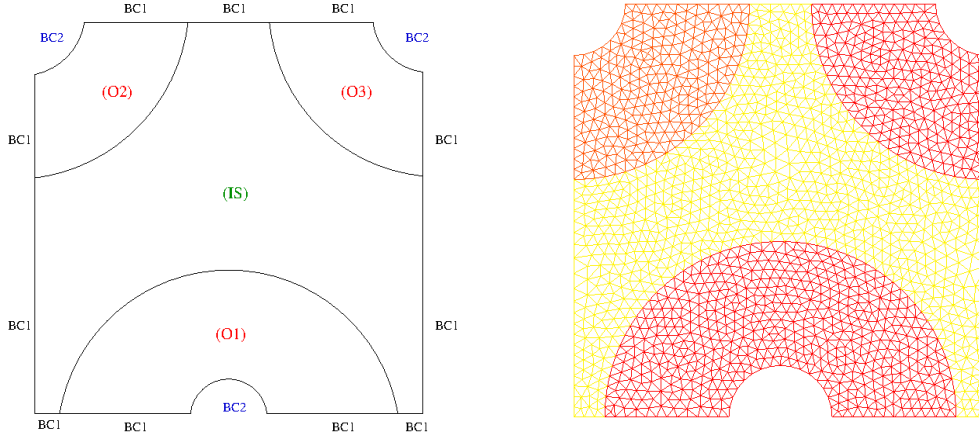 BC1 BC1 BC1
BC2 BC2
(O2) (O3)
BC1 BC1
(IS)
BC1 BC1
(O1)
BC2
BC1 BC1 BC1 BC1